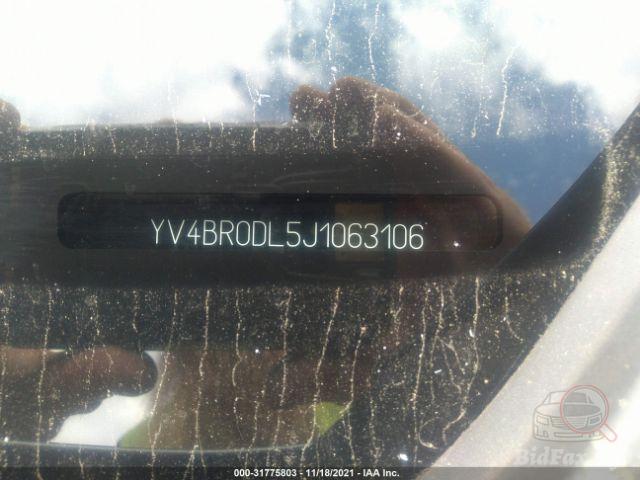 YV4BR0DL5J1063106
BidFax
000-31775803 - 11/18/2021 - IAA Inc.